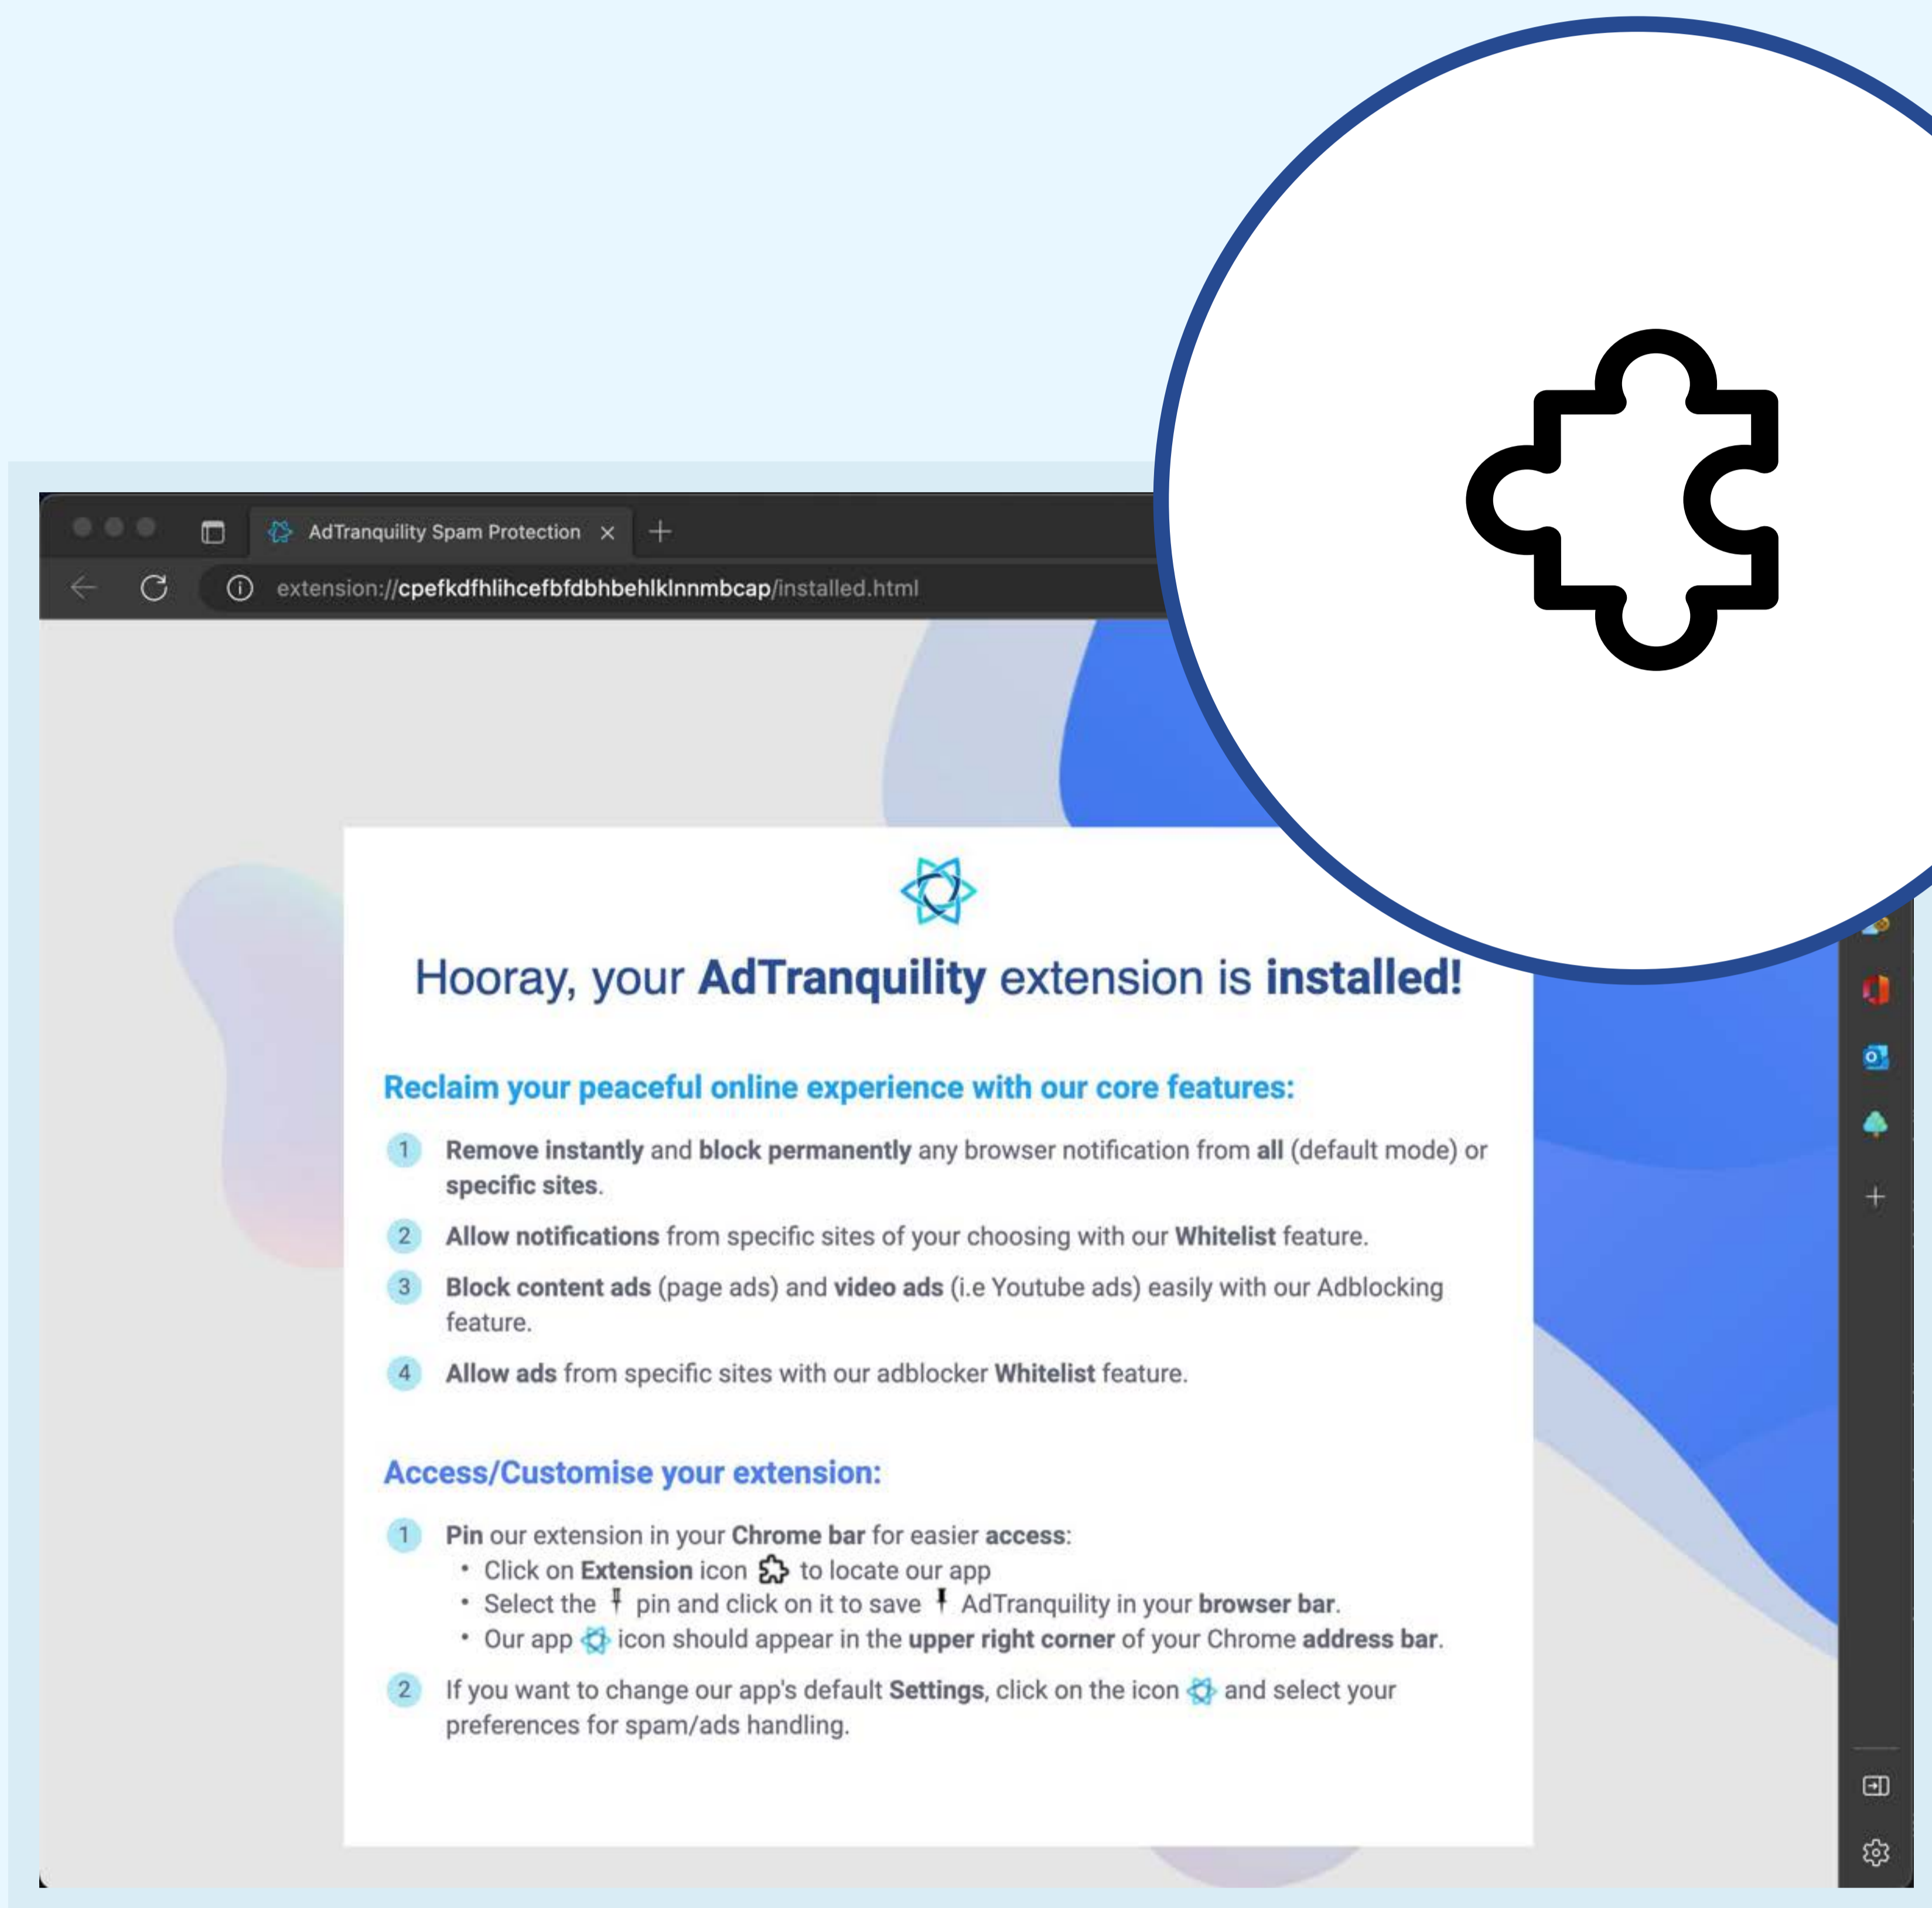 AdTranquility Spam Protection
extension://cpefkdfhlihcefbfdbhbehlklnnmbcap/installed.html
Hooray, your AdTranquility extension is installed!
Reclaim your peaceful online experience with our core features:
1 Remove instantly and block permanently any browser notification from all (default mode) or
specific sites.
2 Allow notifications from specific sites of your choosing with our Whitelist feature.
3 Block content ads (page ads) and video ads (i.e Youtube ads) easily with our Adblocking
feature.
4 Allow ads from specific sites with our adblocker Whitelist feature.
Access/Customise your extension:
1 Pin our extension in your Chrome bar for easier access:
• Click on Extension icon to locate our app
• Select the pin and click on it to save AdTranquility in your browser bar.
• Our app icon should appear in the upper right corner of your Chrome address bar.
2 If you want to change our app's default Settings, click on the icon and select your
preferences for spam/ads handling.